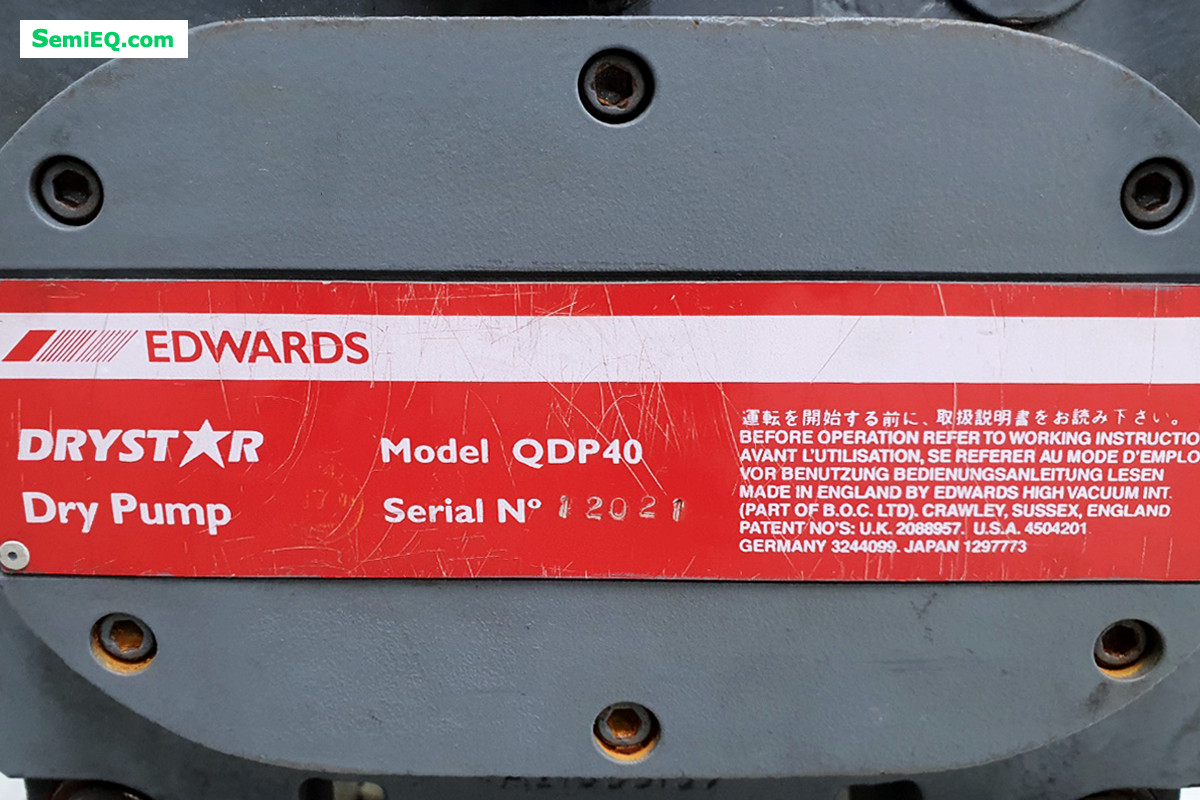 SemiEQ.com
EDWARDS
DRYSTAR
Dry Pump
Model QDP40
Serial Nº 12021
運転を開始する前に、取扱説明書をお読み下さい。
BEFORE OPERATION REFER TO WORKING INSTRUCTIO
AVANT L'UTILISATION, SE REFERER AU MODE D'EMPLO
VOR BENUTZUNG BEDIENUNGSANLEITUNG LESEN
MADE IN ENGLAND BY EDWARDS HIGH VACUUM INT.
(PART OF B.O.C. LTD). CRAWLEY, SUSSEX, ENGLAND
PATENT NO'S: U.K. 2088957. U.S.A. 4504201
GERMANY 3244099. JAPAN 1297773